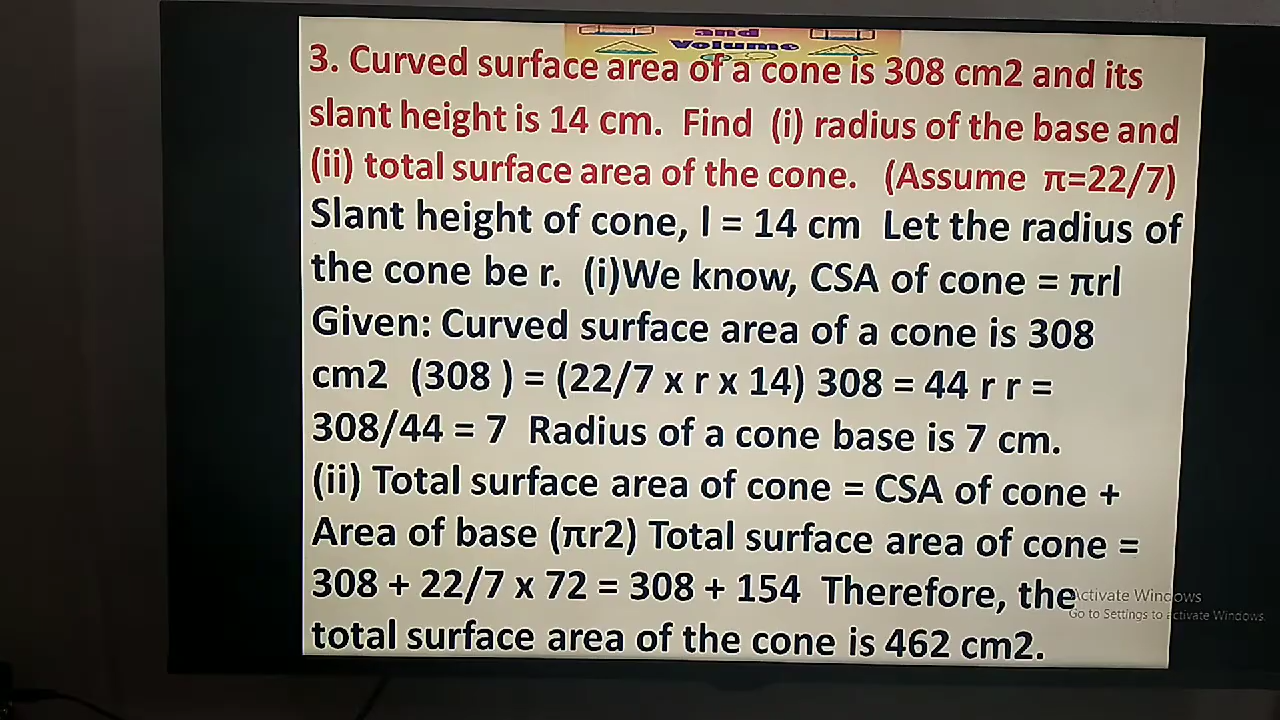 and
Volume
3. Curved surface area of a cone is 308 cm2 and its
slant height is 14 cm.  Find  (i) radius of the base and
(ii) total surface area of the cone.   (Assume  π=22/7)
Slant height of cone, l = 14 cm  Let the radius of
the cone be r.  (i)We know, CSA of cone = πrl
Given: Curved surface area of a cone is 308
cm2  (308 ) = (22/7 x r x 14) 308 = 44 r r =
308/44 = 7  Radius of a cone base is 7 cm.
(ii) Total surface area of cone = CSA of cone +
Area of base (πr2) Total surface area of cone =
308 + 22/7 x 72 = 308 + 154  Therefore, the
total surface area of the cone is 462 cm2.
Activate Windows
Go to Settings to activate Windows.